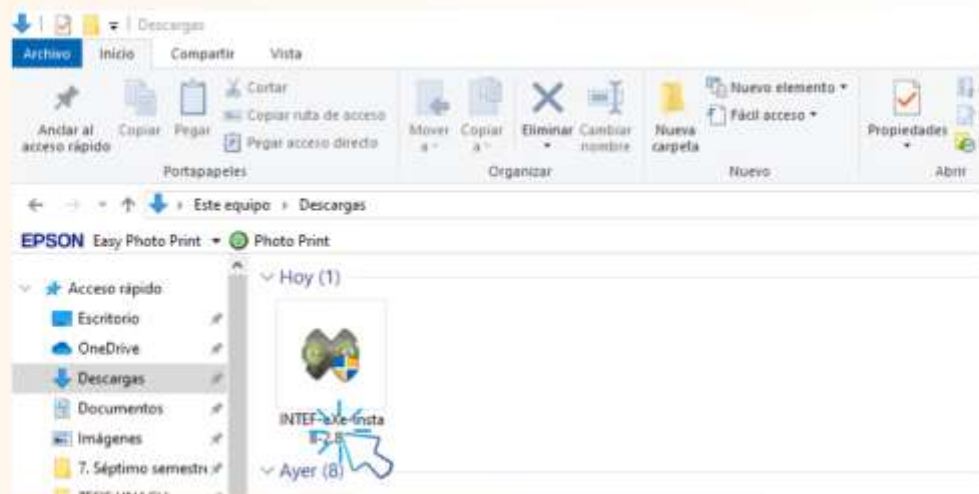 Descargas
Archivo Inicio Compartir Vista
Anclar al acceso rápido
Copiar
Pegar
Cortar
Copiar ruta de acceso
Pegar acceso directo
Portapapeles
Mover a
Copiar a
Eliminar
Cambiar nombre
Organizar
Nueva carpeta
Nuevo elemento
Fácil acceso
Nuevo
Propiedades
Abrir
Este equipo › Descargas
EPSON Easy Photo Print Photo Print
Acceso rápido
Escritorio
OneDrive
Descargas
Documentos
Imágenes
7. Séptimo semestre
Hoy (1)
INTEF-eXe-insta
ll-2.8
Ayer (8)